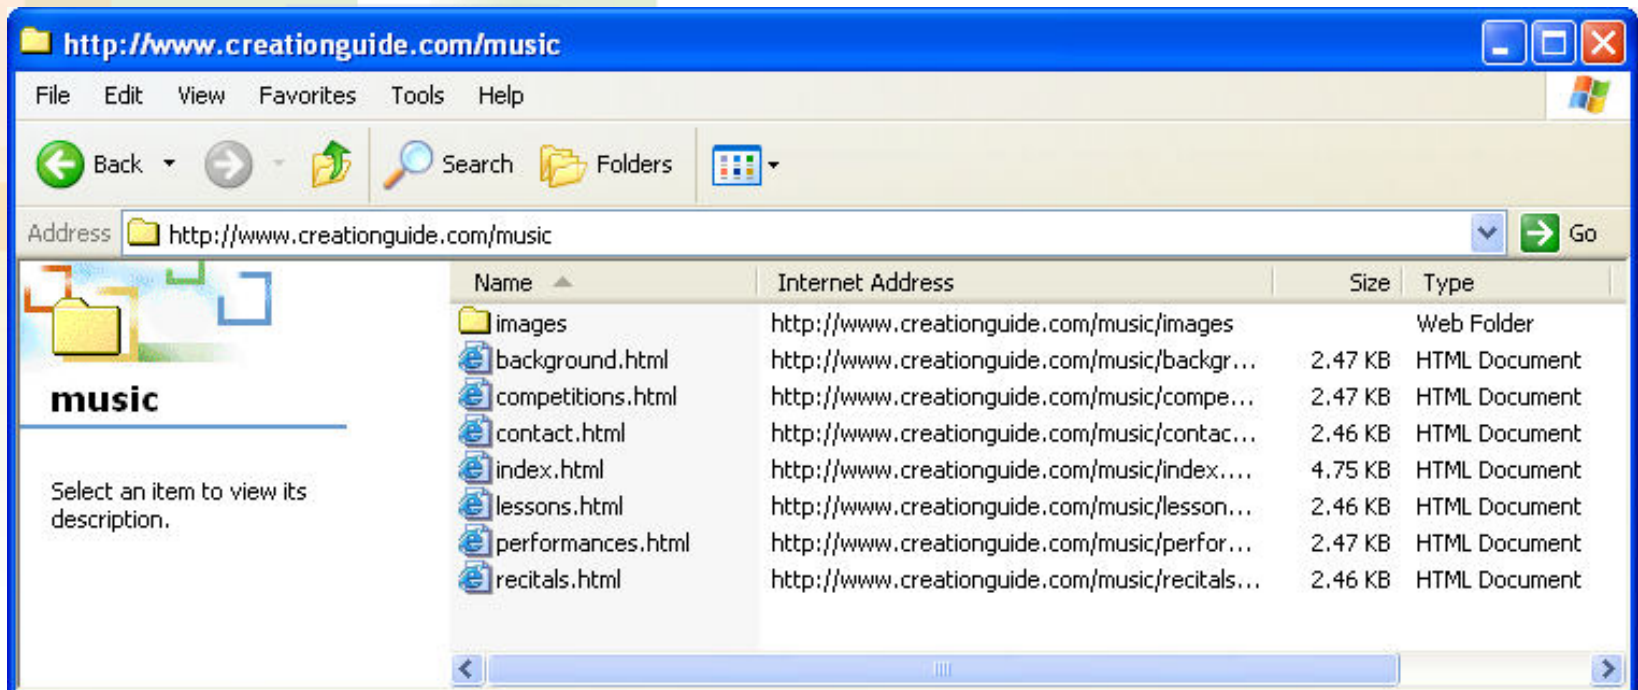 http://www.creationguide.com/music
File Edit View Favorites Tools Help
Back Search Folders
Address http://www.creationguide.com/music Go
Name Internet Address Size Type
images http://www.creationguide.com/music/images Web Folder
background.html http://www.creationguide.com/music/backgr... 2.47 KB HTML Document
competitions.html http://www.creationguide.com/music/compe... 2.47 KB HTML Document
contact.html http://www.creationguide.com/music/contac... 2.46 KB HTML Document
index.html http://www.creationguide.com/music/index.... 4.75 KB HTML Document
lessons.html http://www.creationguide.com/music/lesson... 2.46 KB HTML Document
performances.html http://www.creationguide.com/music/perfor... 2.47 KB HTML Document
recitals.html http://www.creationguide.com/music/recitals... 2.46 KB HTML Document
music
Select an item to view its
description.